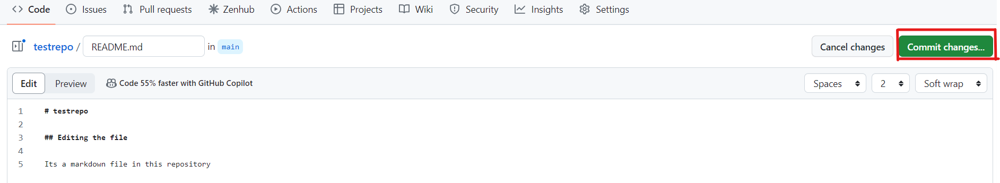 Code Issues Pull requests Zenhub Actions Projects Wiki Security Insights Settings
testrepo / README.md in main Cancel changes Commit changes...
Edit Preview Code 55% faster with GitHub Copilot Spaces 2 Soft wrap
1 # testrepo
2
3 ## Editing the file
4
5 Its a markdown file in this repository